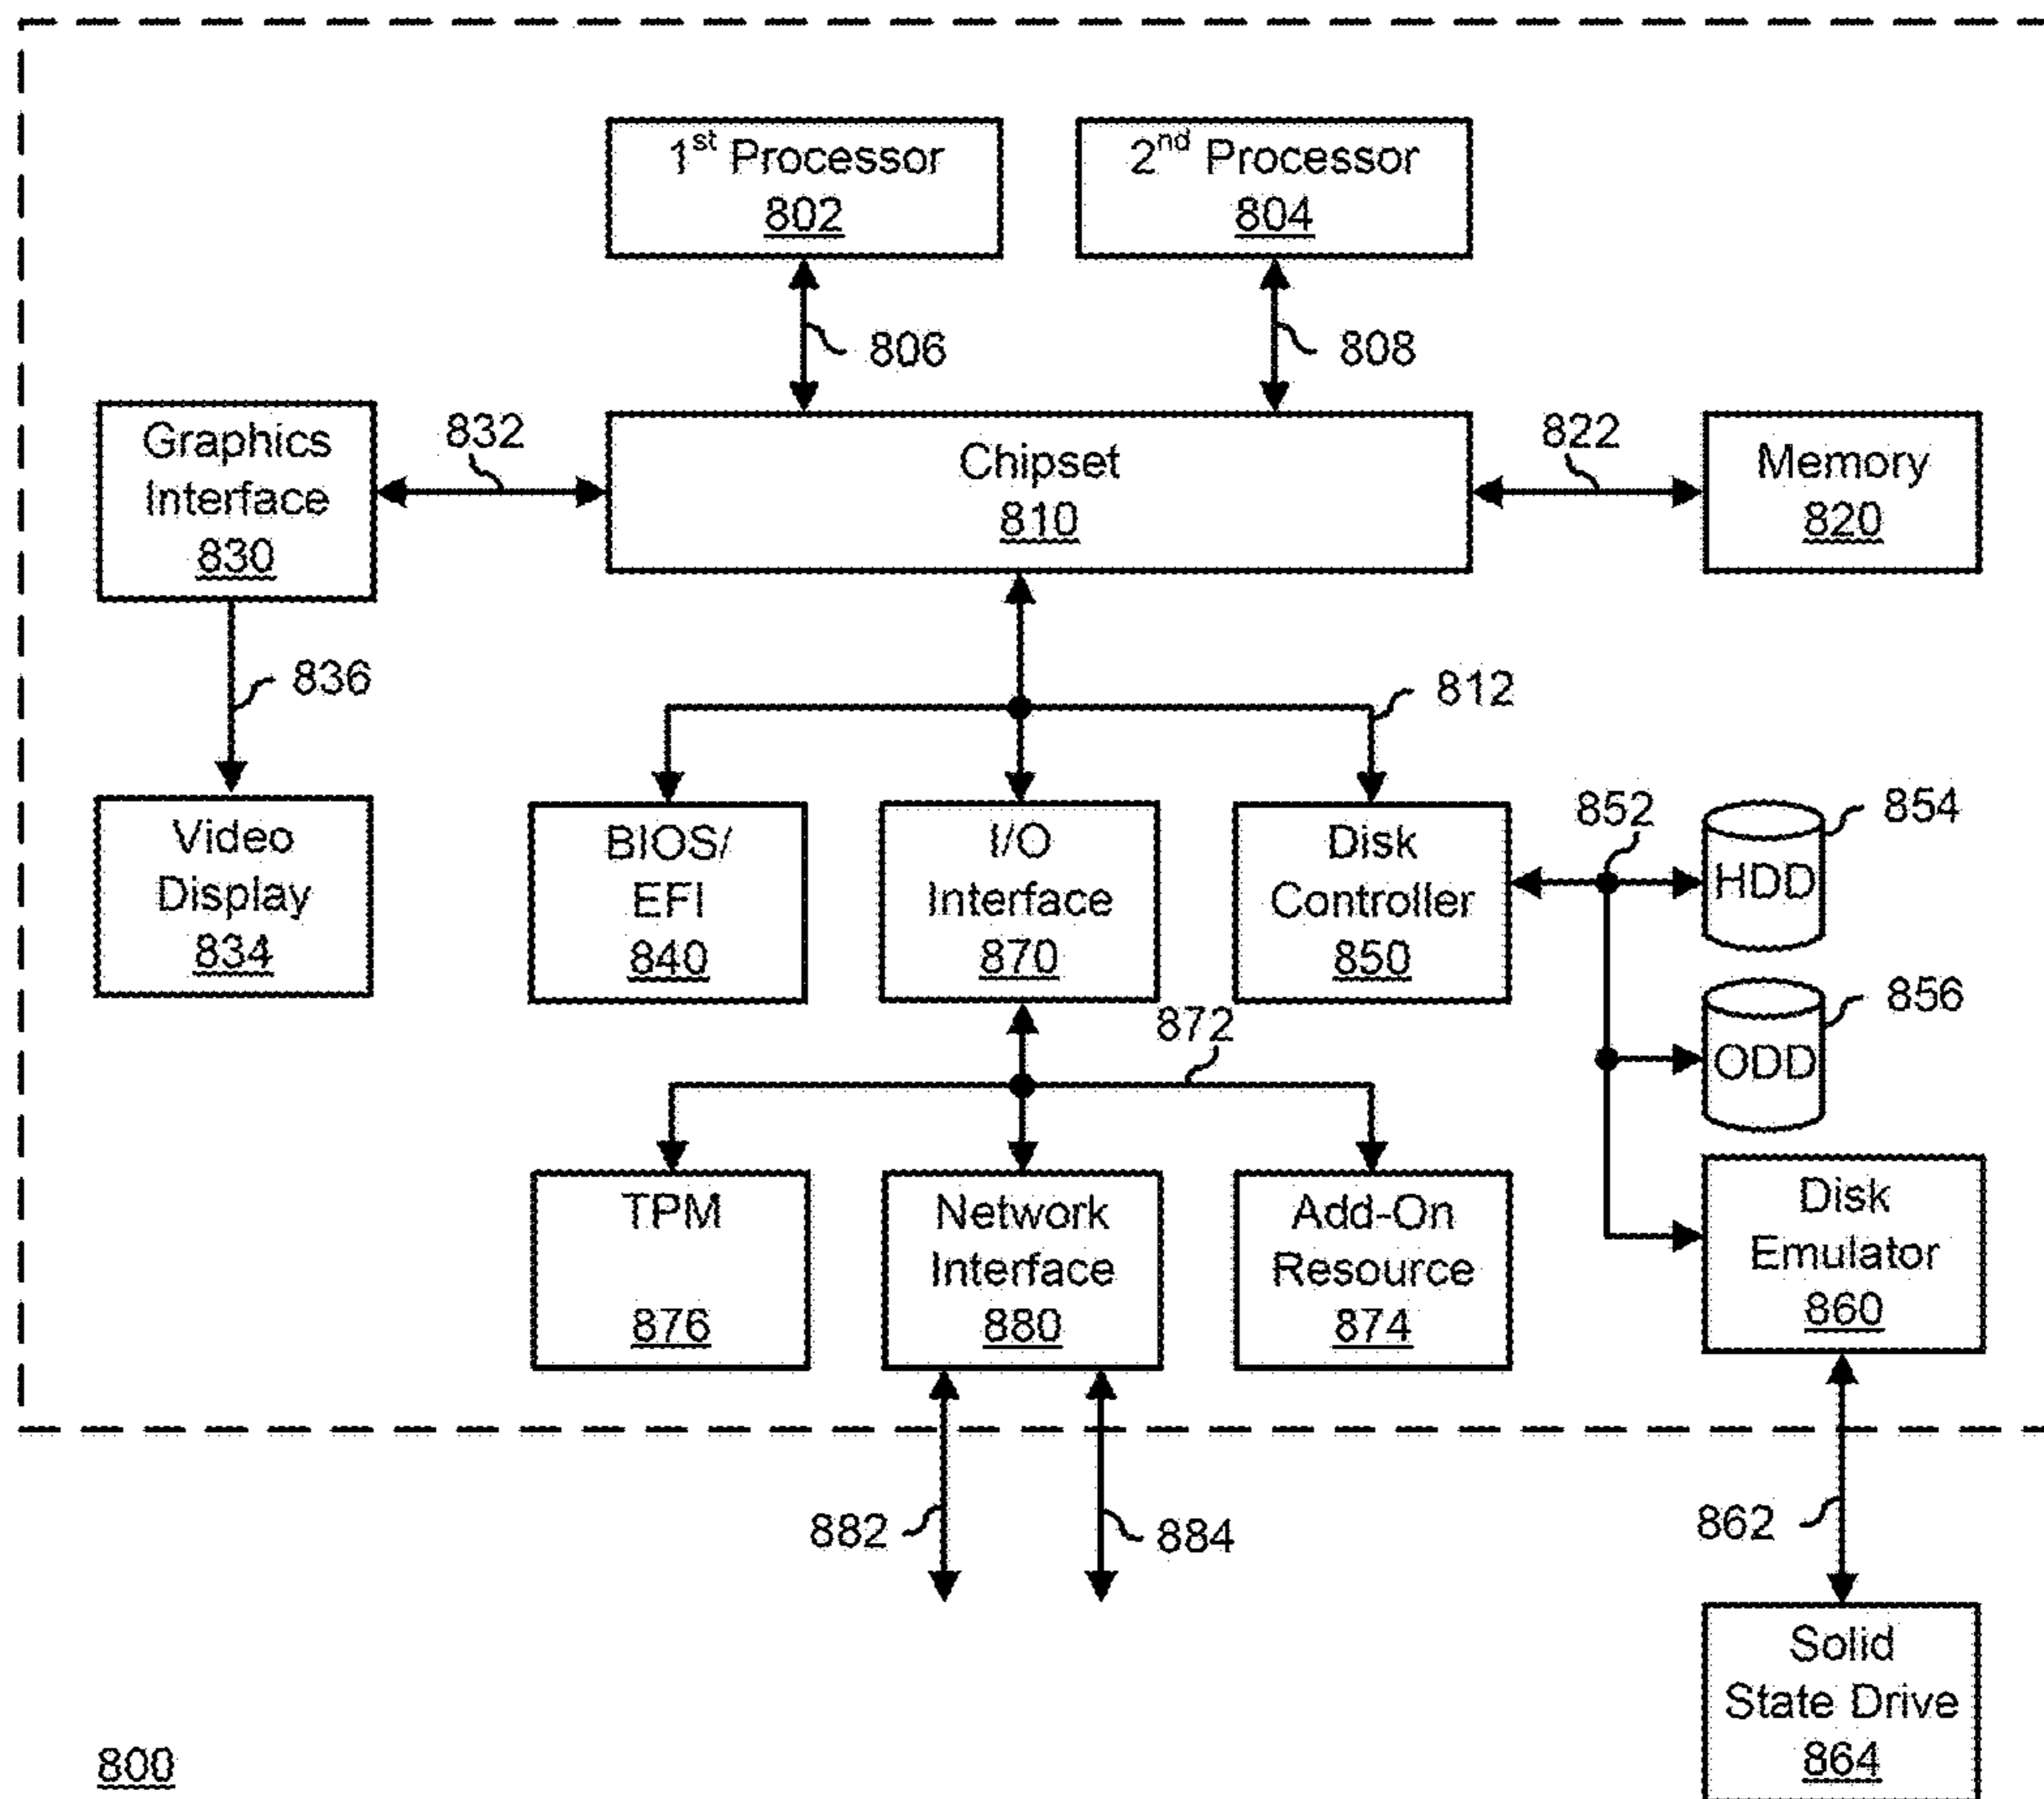 1st Processor
802
2nd Processor
804
806
808
Graphics
Interface
830
832
Chipset
810
822
Memory
820
836
812
Video
Display
834
BIOS/
EFI
840
I/O
Interface
870
Disk
Controller
850
852
HDD
854
ODD
856
872
TPM
876
Network
Interface
880
Add-On
Resource
874
Disk
Emulator
860
882
884
862
Solid
State Drive
864
800